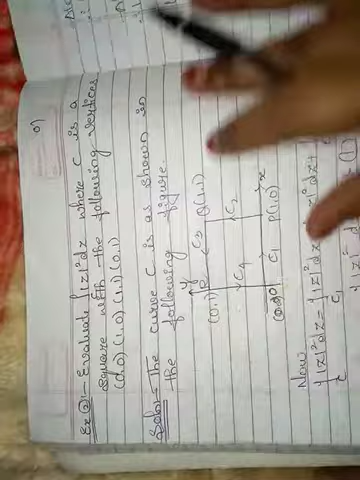 Ex ②:- Evaluate ∫|z|²dz where C is a
square with the following vertices
(0,0) (1,0) (1,1) (0,1)
Soln:- The curve C is as shown in
the following figure.
y
(0,1) R C3 Q(1,1)
C4 C2
(0,0) C1 P(1,0) x
Now
∫|z|²dz = ∫|z|²dz + |z|²dz +
C C1